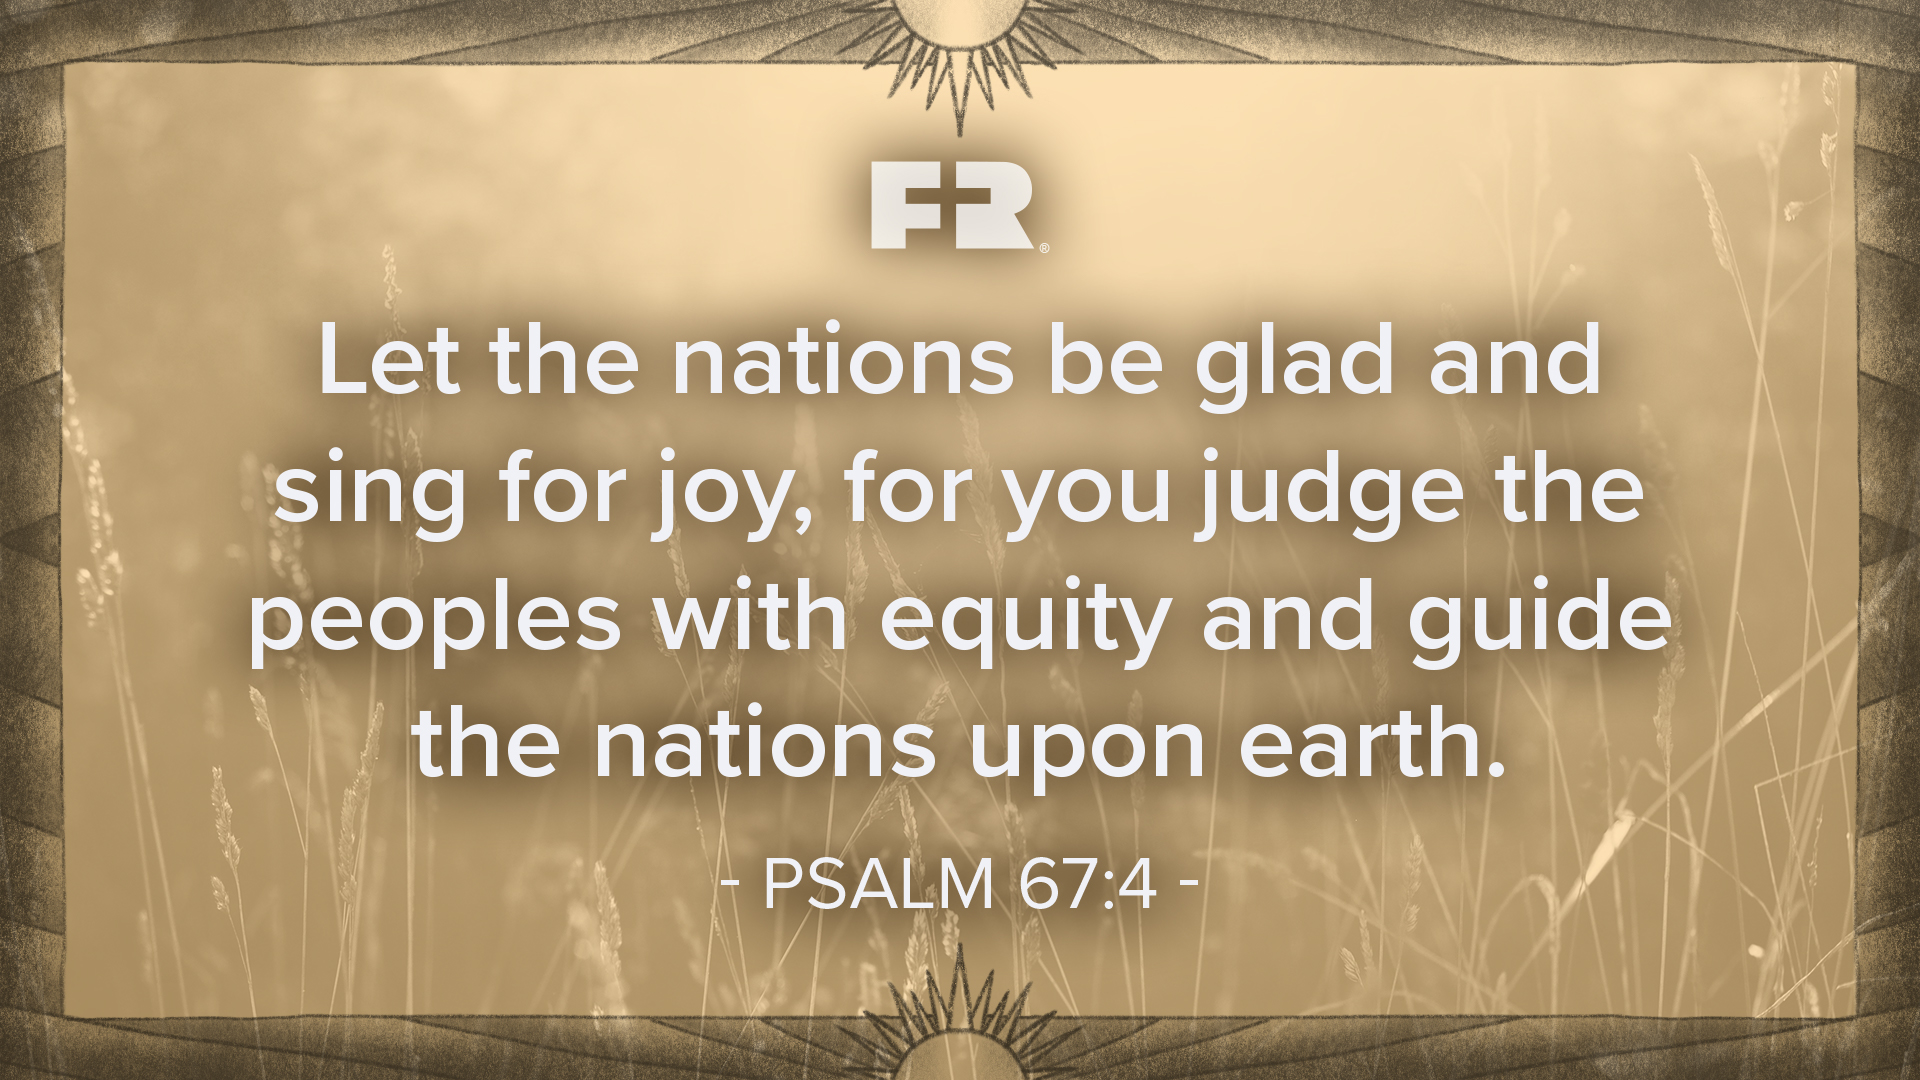 FR®
Let the nations be glad and
sing for joy, for you judge the
peoples with equity and guide
the nations upon earth.
- PSALM 67:4 -